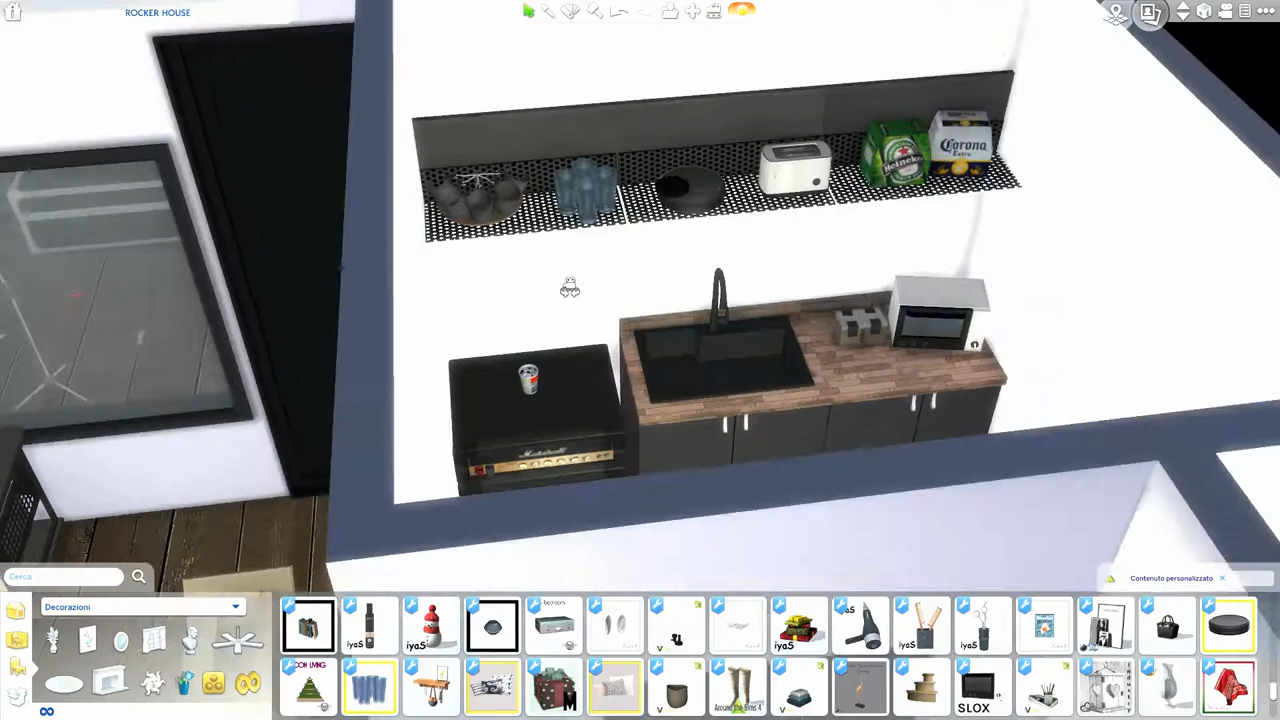 ROCKER HOUSE
Heineken
Corona
Extra
Marshall
Cerca
Contenuto personalizzato
Decorazioni
bedroom
iyaS
iyaS
iyaS
iyaS
iyaS
M
Around the Sims 4
SLOX